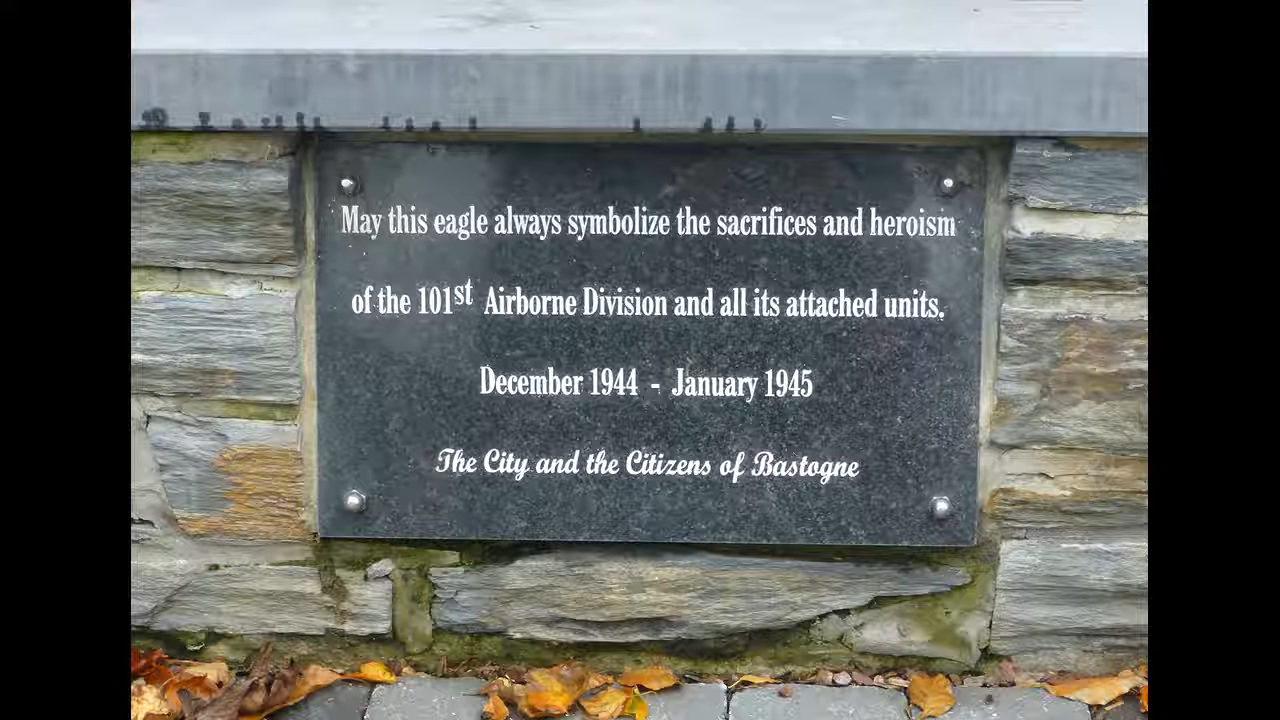 May this eagle always symbolize the sacrifices and heroism
of the 101st Airborne Division and all its attached units.
December 1944 - January 1945
The City and the Citizens of Bastogne